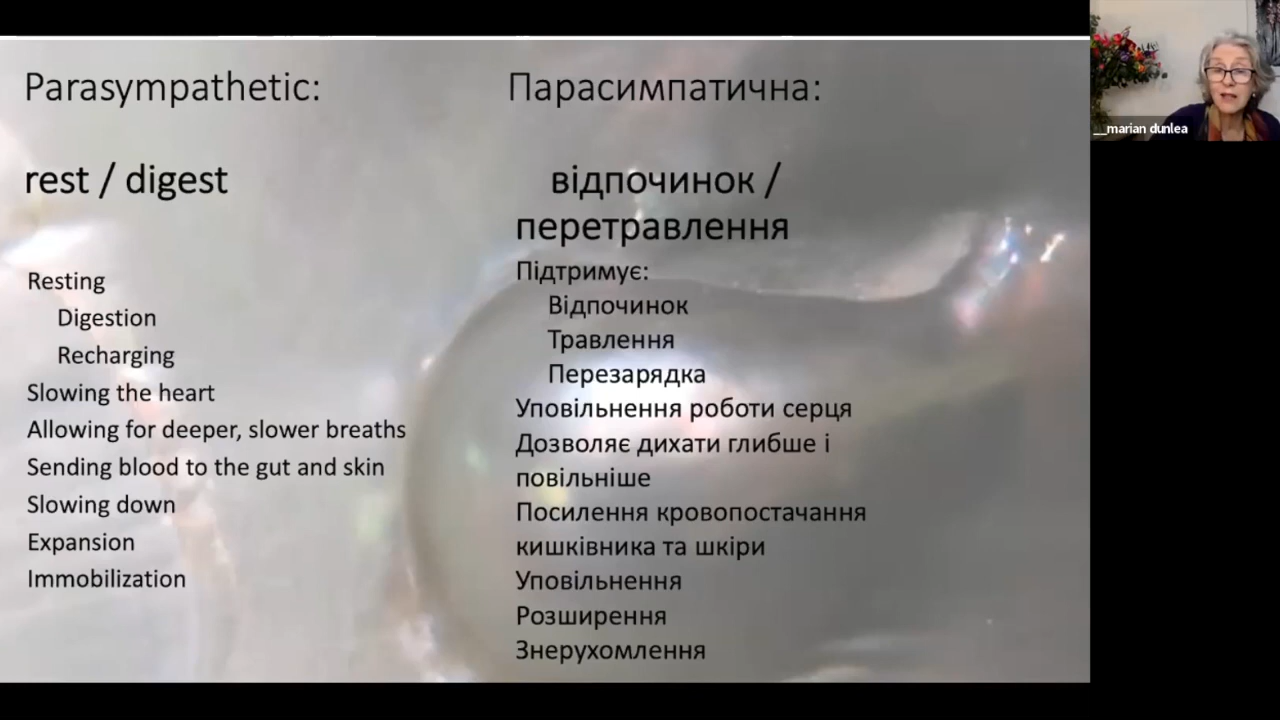 Parasympathetic:
rest / digest
Resting
Digestion
Recharging
Slowing the heart
Allowing for deeper, slower breaths
Sending blood to the gut and skin
Slowing down
Expansion
Immobilization
Парасимпатична:
відпочинок /
перетравлення
Підтримує:
Відпочинок
Травлення
Перезарядка
Уповільнення роботи серця
Дозволяє дихати глибше і
повільніше
Посилення кровопостачання
кишківника та шкіри
Уповільнення
Розширення
Знерухомлення
__marian dunlea